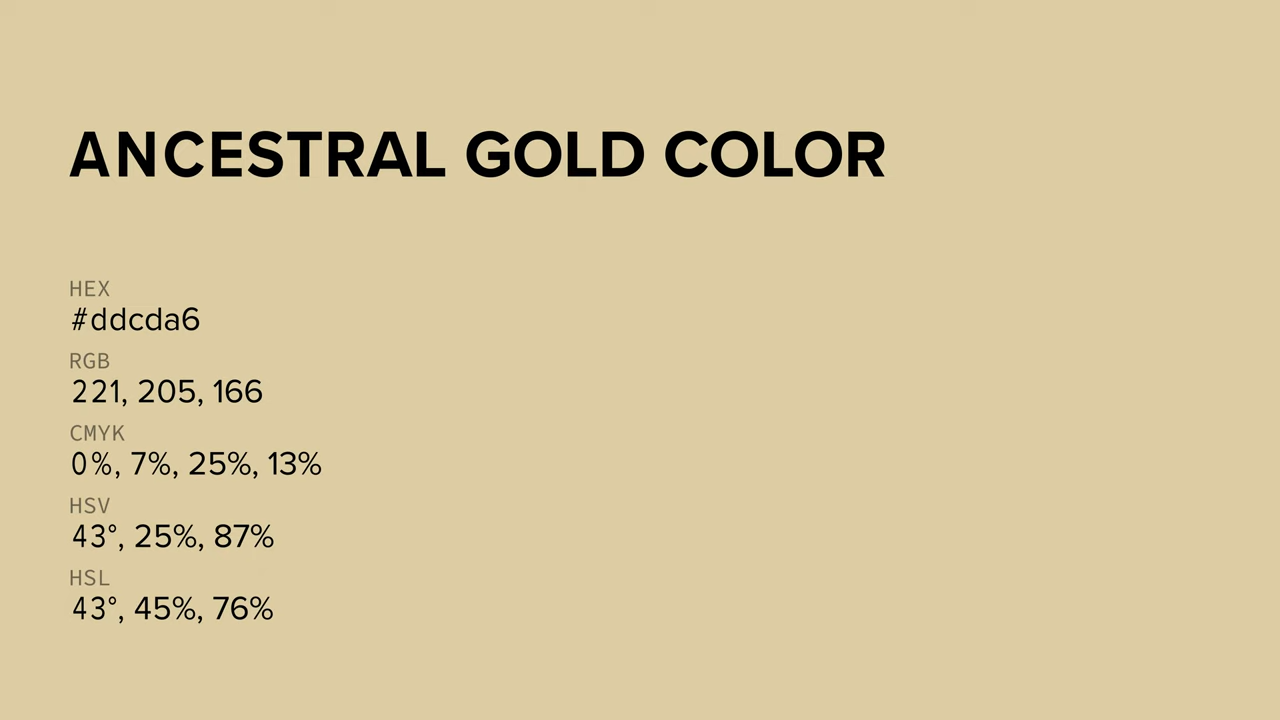 ANCESTRAL GOLD COLOR
HEX
#ddcda6
RGB
221, 205, 166
CMYK
0%, 7%, 25%, 13%
HSV
43°, 25%, 87%
HSL
43°, 45%, 76%